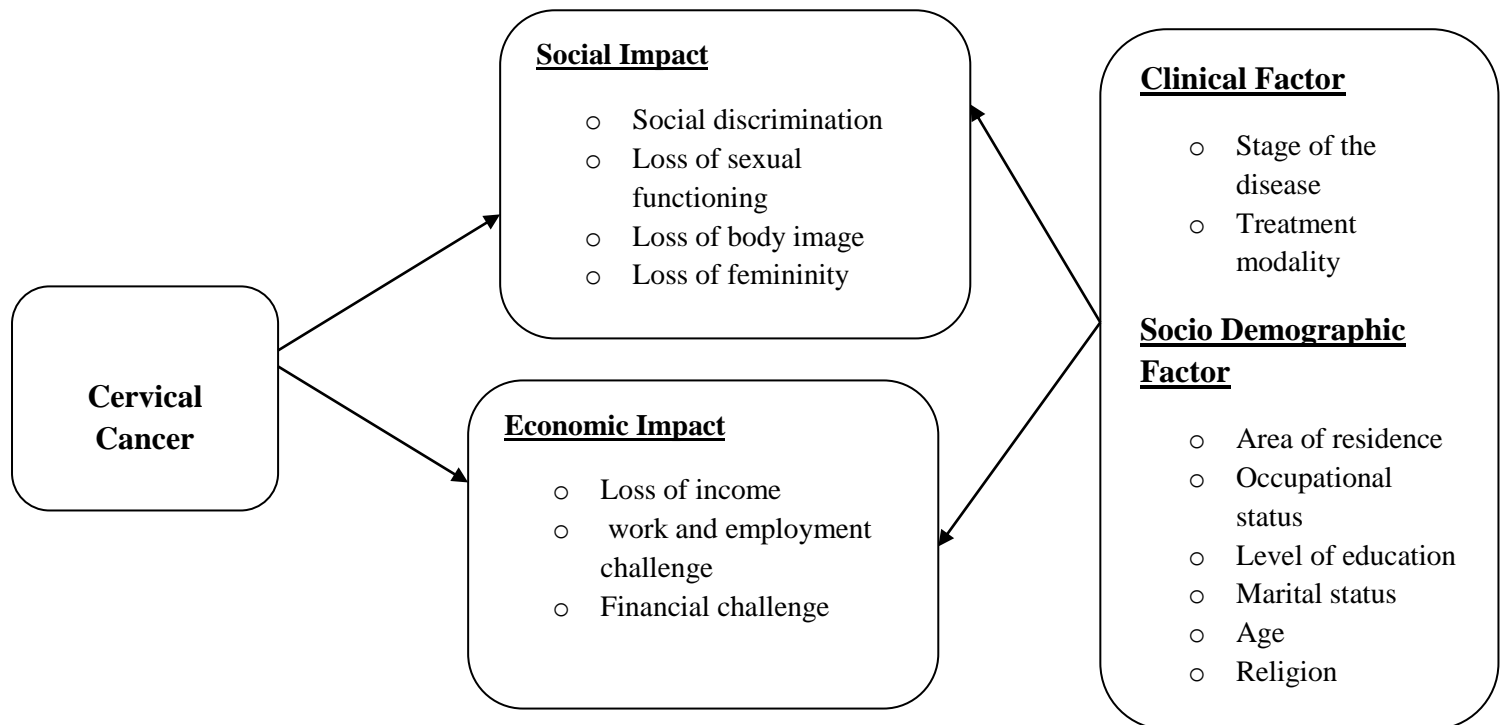 Cervical
Cancer
Social Impact
o Social discrimination
o Loss of sexual
functioning
o Loss of body image
o Loss of femininity
Economic Impact
o Loss of income
o work and employment
challenge
o Financial challenge
Clinical Factor
o Stage of the
disease
o Treatment
modality
Socio Demographic
Factor
o Area of residence
o Occupational
status
o Level of education
o Marital status
o Age
o Religion